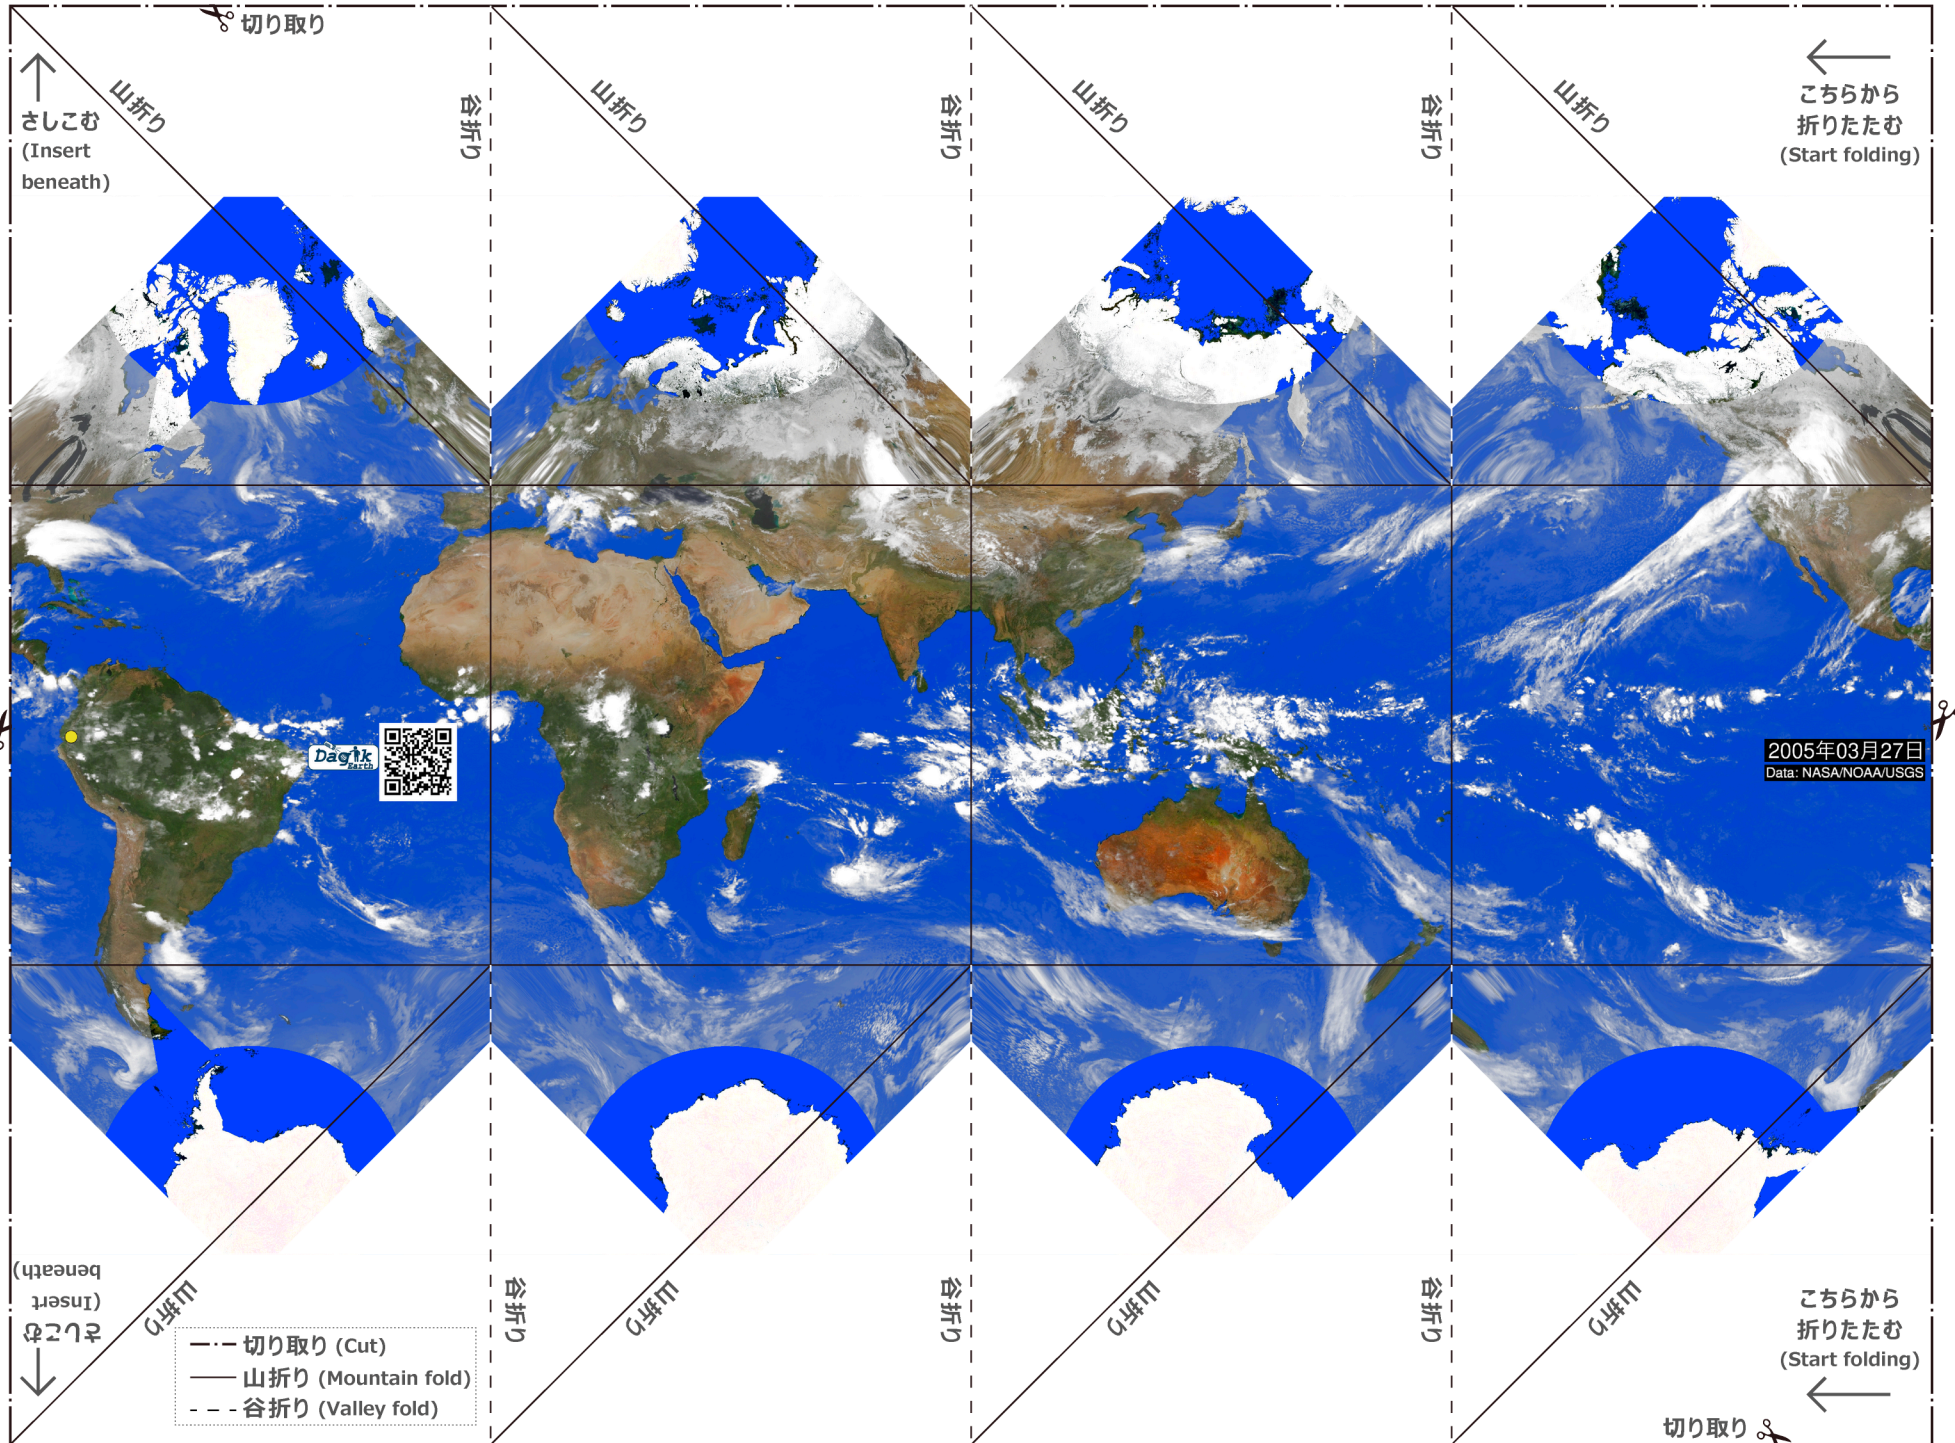 切り取り
さしこむ
(Insert
beneath)
山折り
谷折り
山折り
谷折り
山折り
谷折り
山折り
こちらから
折りたたむ
(Start folding)
Dagik
Earth
2005年03月27日
Data: NASA/NOAA/USGS
さしこむ
(Insert
beneath)
山折り
谷折り
山折り
谷折り
山折り
谷折り
山折り
こちらから
折りたたむ
(Start folding)
切り取り (Cut)
山折り (Mountain fold)
谷折り (Valley fold)
切り取り